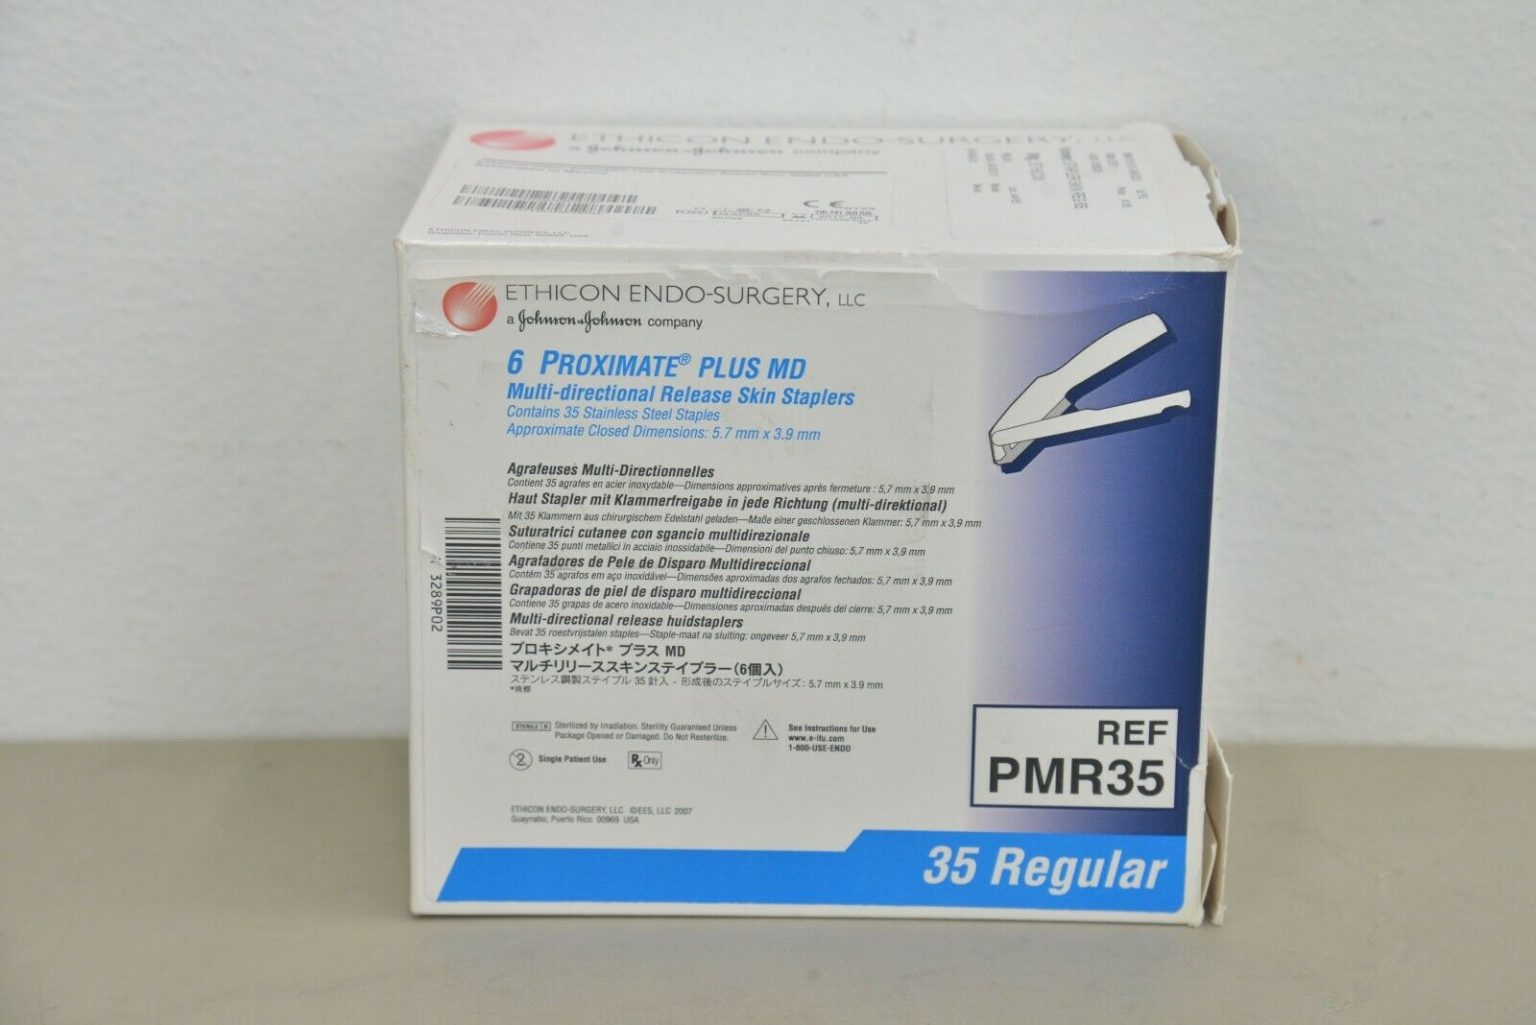 ETHICON ENDO-SURGERY, LLC
a Johnson & Johnson company
ETHICON ENDO-SURGERY, LLC
a Johnson & Johnson company
6 PROXIMATE® PLUS MD
Multi-directional Release Skin Staplers
Contains 35 Stainless Steel Staples
Approximate Closed Dimensions: 5.7 mm x 3.9 mm
Agrafeuses Multi-Directionnelles
Contient 35 agrafes en acier inoxydable—Dimensions approximatives après fermeture : 5,7 mm x 3,9 mm
Haut Stapler mit Klammerfreigabe in jede Richtung (multi-direktional)
Mit 35 Klammern aus chirurgischem Edelstahl geladen—Maße einer geschlossenen Klammer: 5,7 mm x 3,9 mm
Suturatrici cutanee con sgancio multidirezionale
Contiene 35 punti metallici in acciaio inossidabile—Dimensioni del punto chiuso: 5,7 mm x 3,9 mm
Agrafadores de Pele de Disparo Multidireccional
Contém 35 agrafos em aço inoxidável—Dimensões aproximadas dos agrafos fechados: 5,7 mm x 3,9 mm
Grapadoras de piel de disparo multidireccional
Contiene 35 grapas de acero inoxidable—Dimensiones aproximadas después del cierre: 5,7 mm x 3,9 mm
Multi-directional release huidstaplers
Bevat 35 roestvrijstalen staples—Staple-maat na sluiting: ongeveer 5,7 mm x 3,9 mm
プロキシメイト* プラス MD
マルチリリーススキンステイプラー(6個入)
ステンレス鋼製ステイプル 35 針入 - 形成後のステイプルサイズ: 5.7 mm x 3.9 mm
*商標
3289P02
STERILE R Sterilized by Irradiation. Sterility Guaranteed Unless
Package Opened or Damaged. Do Not Resterilize.
See Instructions for Use
www.e-ifu.com
1-800-USE-ENDO
2 Single Patient Use
Rx Only
ETHICON ENDO-SURGERY, LLC ©EES, LLC 2007
Guaynabo, Puerto Rico 00969 USA
REF
PMR35
35 Regular